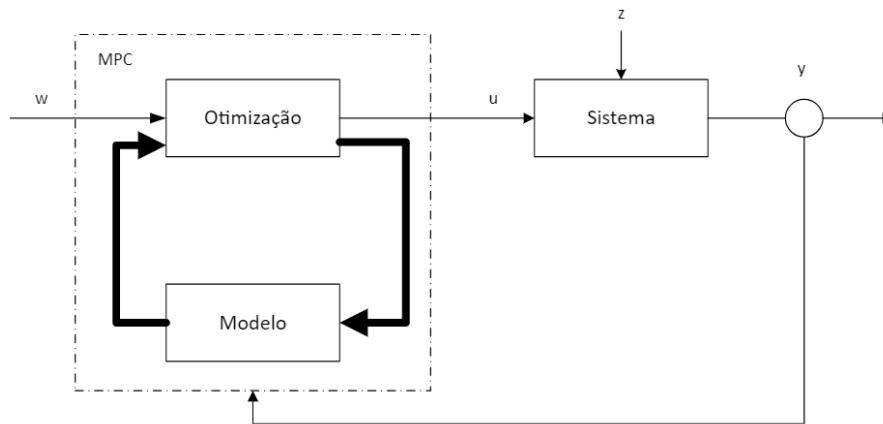 z
MPC
y
w
Otimização
u
Sistema
Modelo